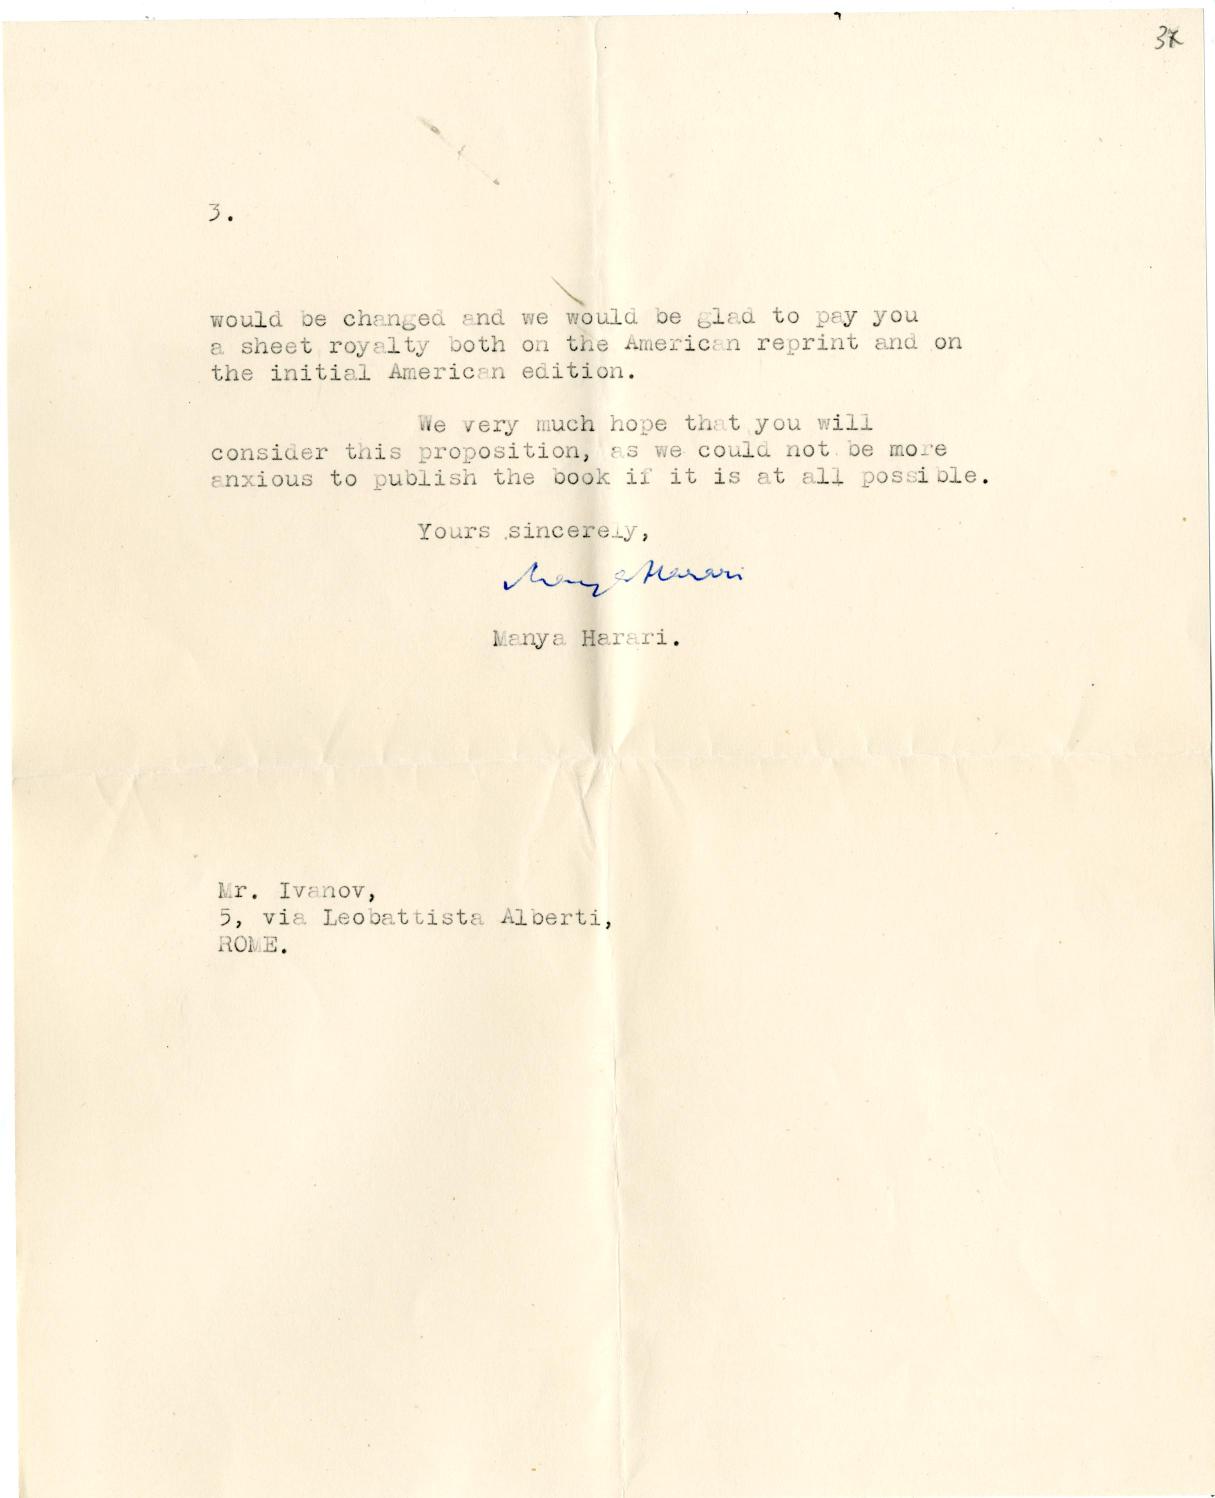 3.
would be changed and we would be glad to pay you
a sheet royalty both on the American reprint and on
the initial American edition.
We very much hope that you will
consider this proposition, as we could not be more
anxious to publish the book if it is at all possible.
Yours sincerely,
Manya Harari
Manya Harari.
Mr. Ivanov,
5, via Leobattista Alberti,
ROME.